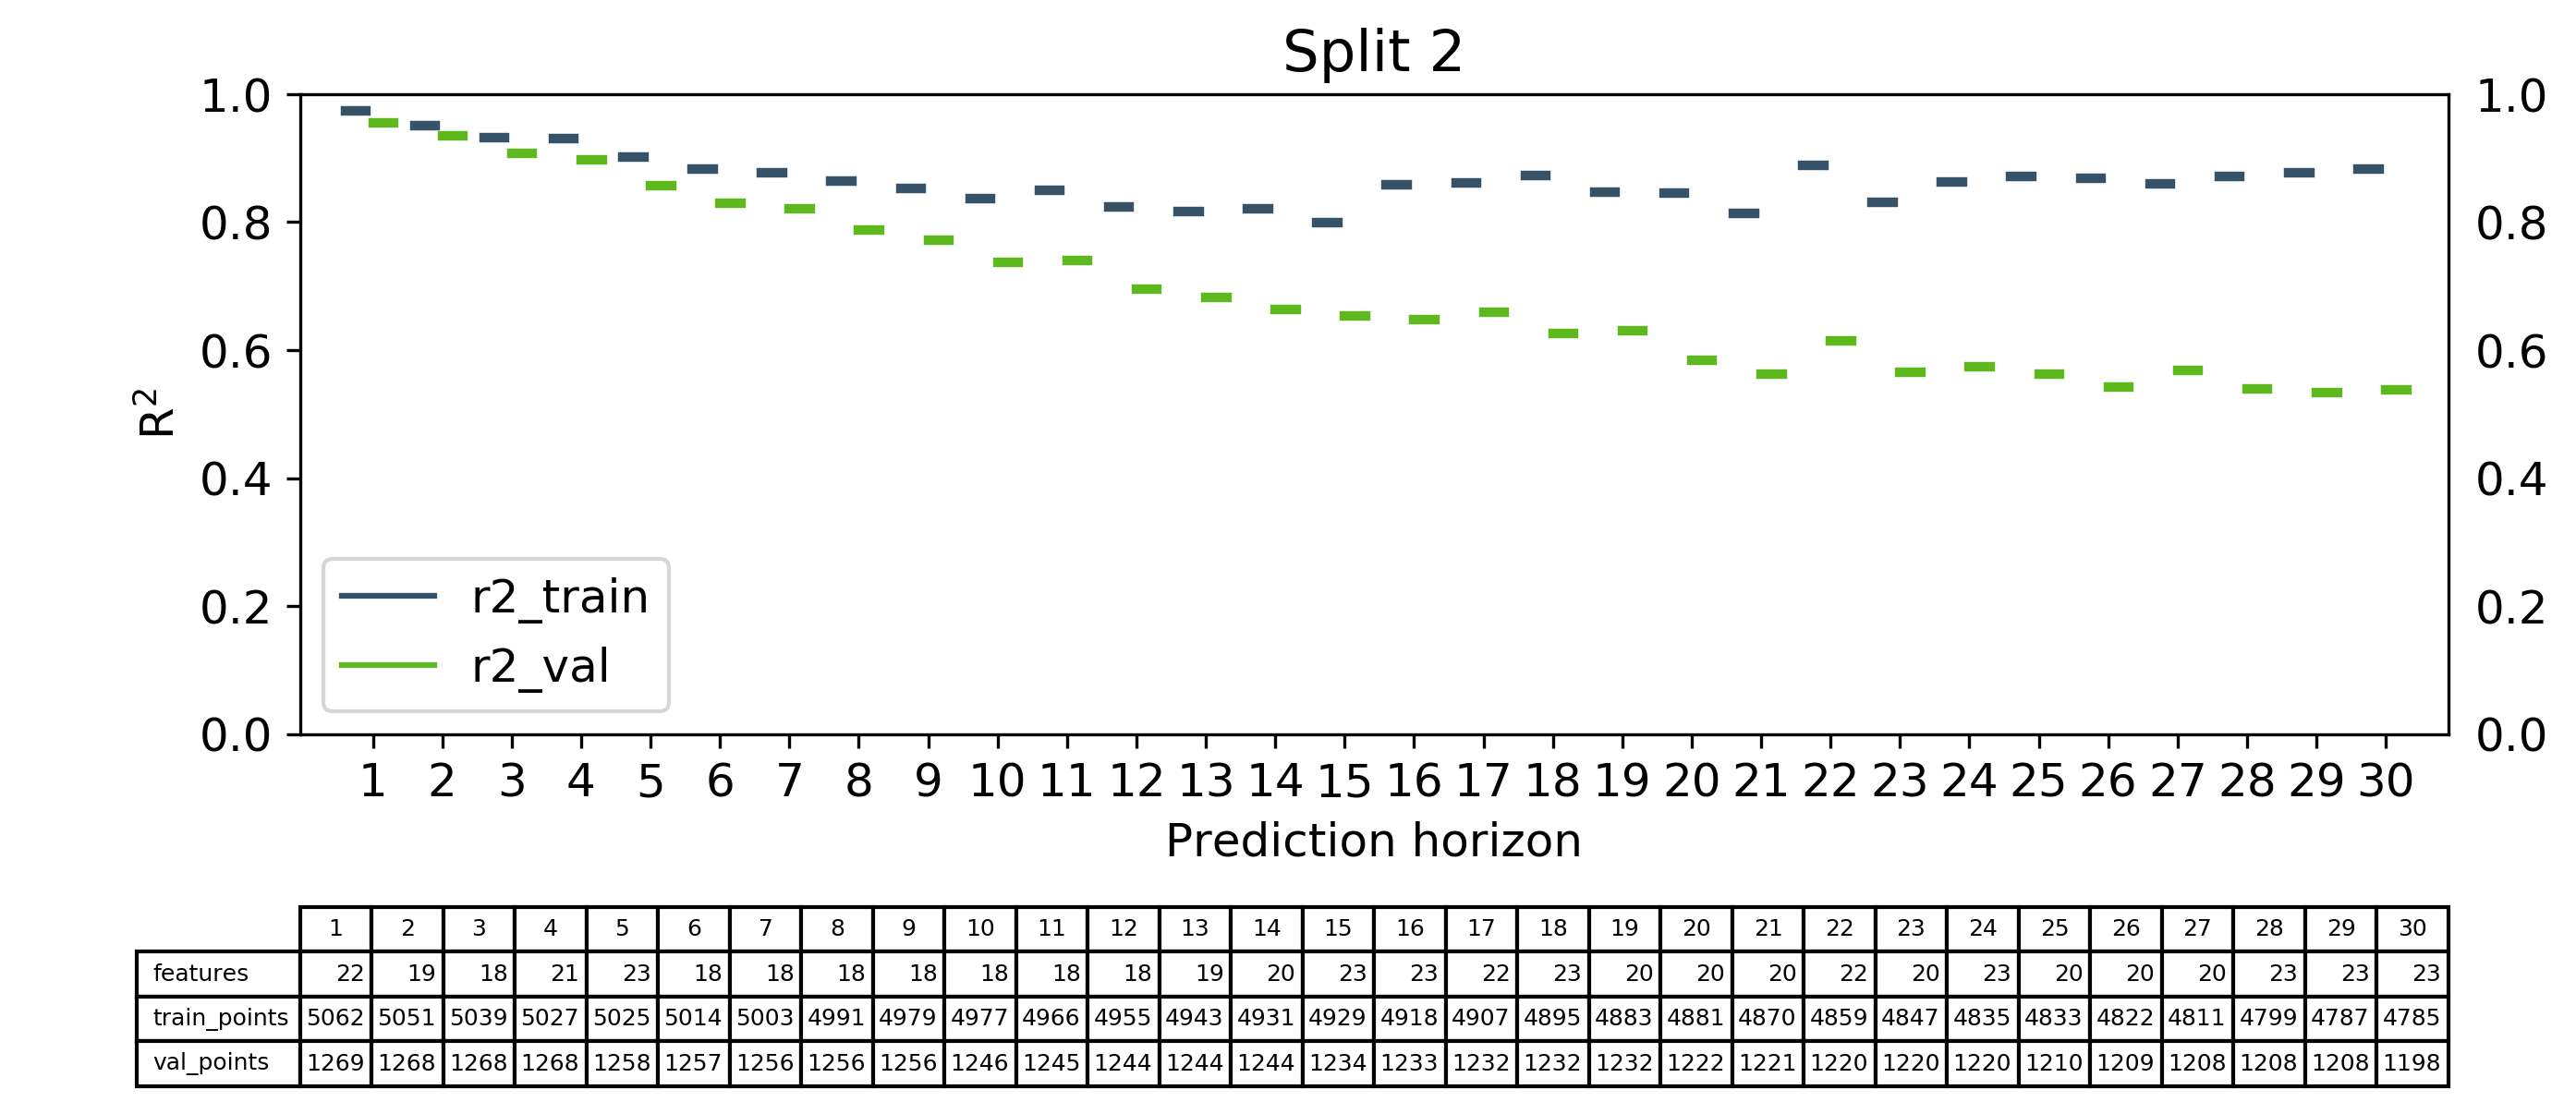 Split 2
1.0 1.0
0.8 0.8
0.6 0.6
R²
0.4 0.4
r2_train
0.2 0.2
r2_val
0.0 0.0
1 2 3 4 5 6 7 8 9 10 11 12 13 14 15 16 17 18 19 20 21 22 23 24 25 26 27 28 29 30
Prediction horizon
1 2 3 4 5 6 7 8 9 10 11 12 13 14 15 16 17 18 19 20 21 22 23 24 25 26 27 28 29 30
features 22 19 18 21 23 18 18 18 18 18 18 18 19 20 23 23 22 23 20 20 20 22 20 23 20 20 20 23 23 23
train_points 5062 5051 5039 5027 5025 5014 5003 4991 4979 4977 4966 4955 4943 4931 4929 4918 4907 4895 4883 4881 4870 4859 4847 4835 4833 4822 4811 4799 4787 4785
val_points 1269 1268 1268 1268 1258 1257 1256 1256 1256 1246 1245 1244 1244 1244 1234 1233 1232 1232 1232 1222 1221 1220 1220 1220 1210 1209 1208 1208 1208 1198